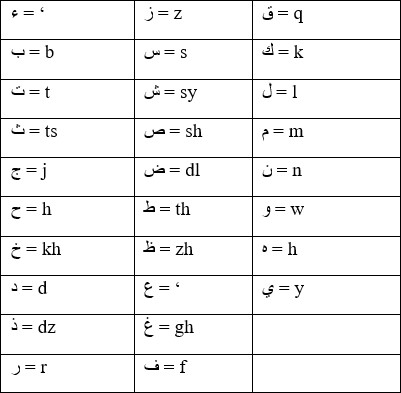 ء = ‘ ز = z ق = q
ب = b س = s ك = k
ت = t ش = sy ل = l
ث = ts ص = sh م = m
ج = j ض = dl ن = n
ح = h ط = th و = w
خ = kh ظ = zh ه = h
د = d ع = ‘ ي = y
ذ = dz غ = gh
ر = r ف = f